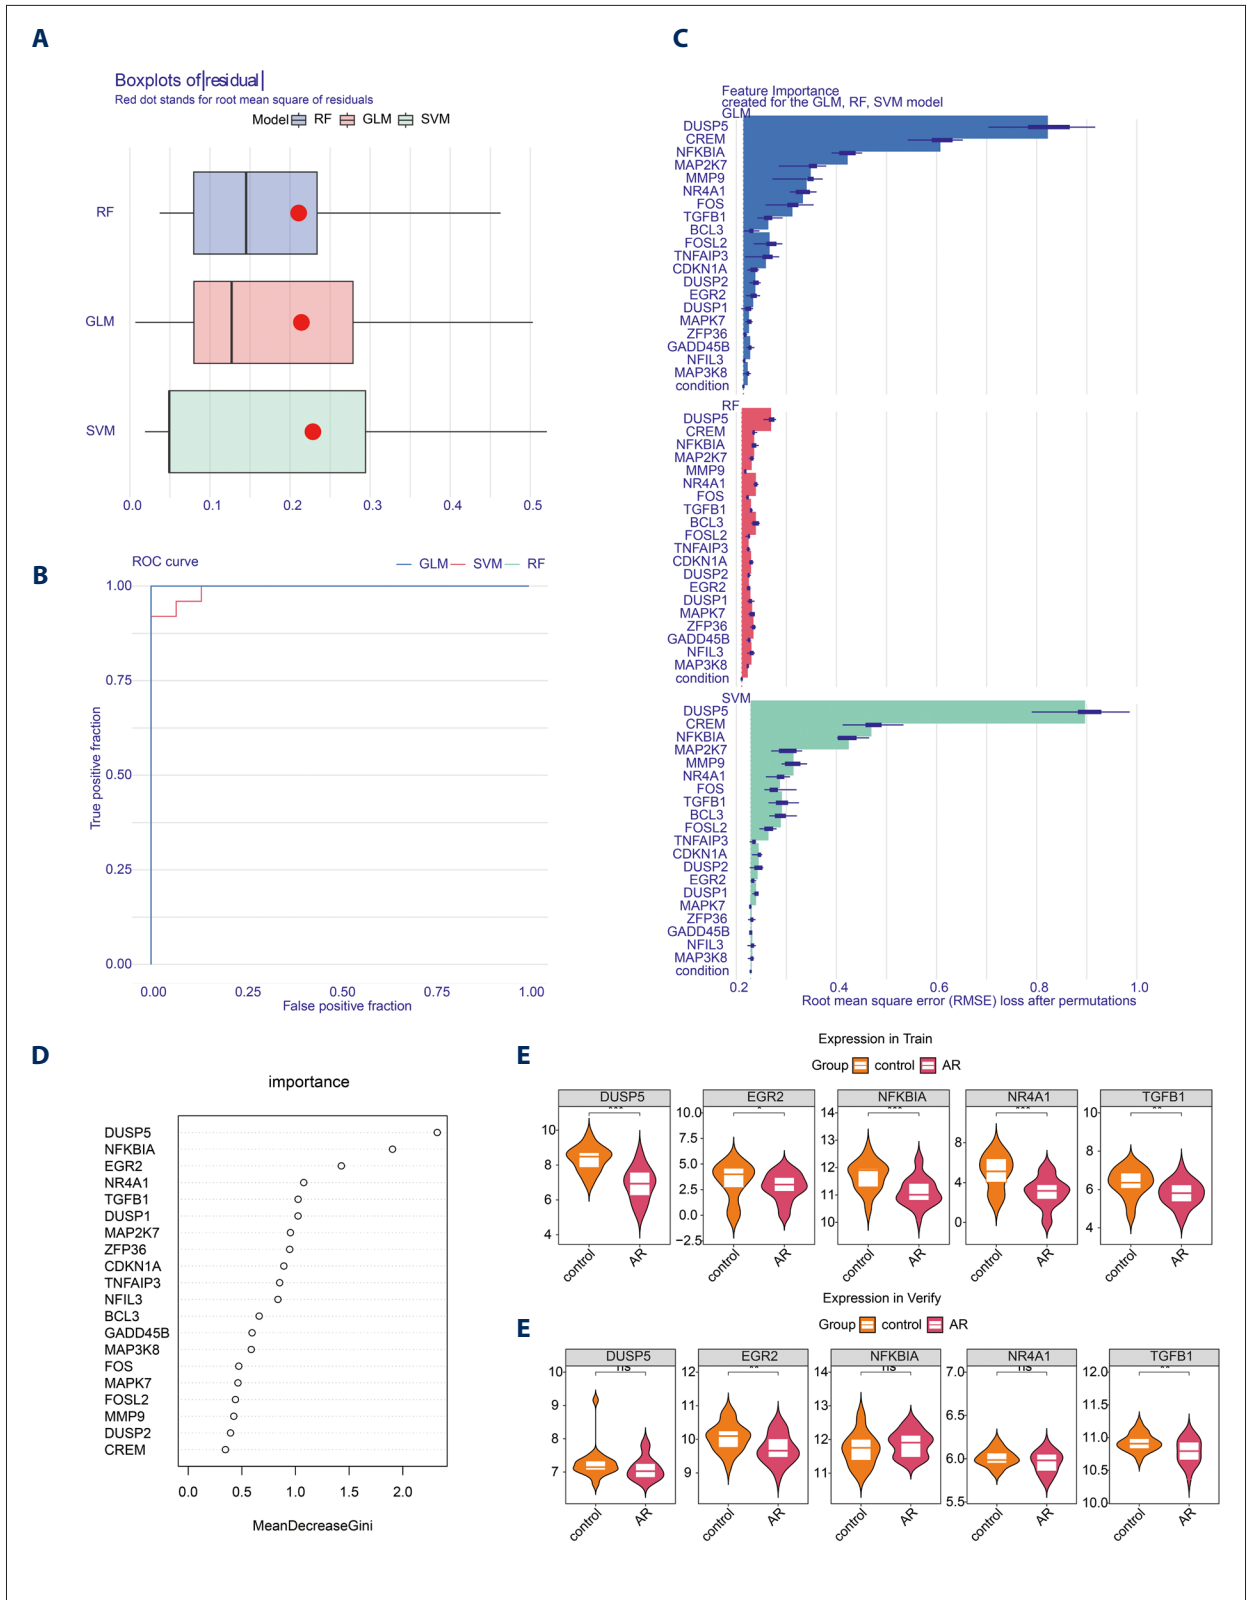 A
Boxplots of |residual|
Red dot stands for root mean square of residuals
Model RF GLM SVM
RF
GLM
SVM
0.0 0.1 0.2 0.3 0.4 0.5
B
ROC curve
GLM SVM RF
1.00
0.75
0.50
0.25
0.00
True positive fraction
0.00 0.25 0.50 0.75 1.00
False positive fraction
C
Feature Importance
created for the GLM, RF, SVM model
GLM
DUSP5
CREM
NFKBIA
MAP2K7
MMP9
NR4A1
FOS
TGFB1
BCL3
FOSL2
TNFAIP3
CDKN1A
DUSP2
EGR2
DUSP1
MAPK7
ZFP36
GADD45B
NFIL3
MAP3K8
condition
RF
DUSP5
CREM
NFKBIA
MAP2K7
MMP9
NR4A1
FOS
TGFB1
BCL3
FOSL2
TNFAIP3
CDKN1A
DUSP2
EGR2
DUSP1
MAPK7
ZFP36
GADD45B
NFIL3
MAP3K8
condition
SVM
DUSP5
CREM
NFKBIA
MAP2K7
MMP9
NR4A1
FOS
TGFB1
BCL3
FOSL2
TNFAIP3
CDKN1A
DUSP2
EGR2
DUSP1
MAPK7
ZFP36
GADD45B
NFIL3
MAP3K8
condition
0.2 0.4 0.6 0.8 1.0
Root mean square error (RMSE) loss after permutations
D
importance
DUSP5
NFKBIA
EGR2
NR4A1
TGFB1
DUSP1
MAP2K7
ZFP36
CDKN1A
TNFAIP3
NFIL3
BCL3
GADD45B
MAP3K8
FOS
MAPK7
FOSL2
MMP9
DUSP2
CREM
0.0 0.5 1.0 1.5 2.0
MeanDecreaseGini
E
Expression in Train
Group control AR
DUSP5 EGR2 NFKBIA NR4A1 TGFB1
*** * *** *** **
10
8
6
4
10.0
7.5
5.0
2.5
0.0
−2.5
14
13
12
11
10
8
4
0
10
8
6
4
control AR control AR control AR control AR control AR
E
Expression in Verify
Group control AR
DUSP5 EGR2 NFKBIA NR4A1 TGFB1
ns ** ns ns **
10
9
8
7
12
11
10
9
14
13
12
11
7.0
6.5
6.0
5.5
12.0
11.5
11.0
10.5
10.0
control AR control AR control AR control AR control AR